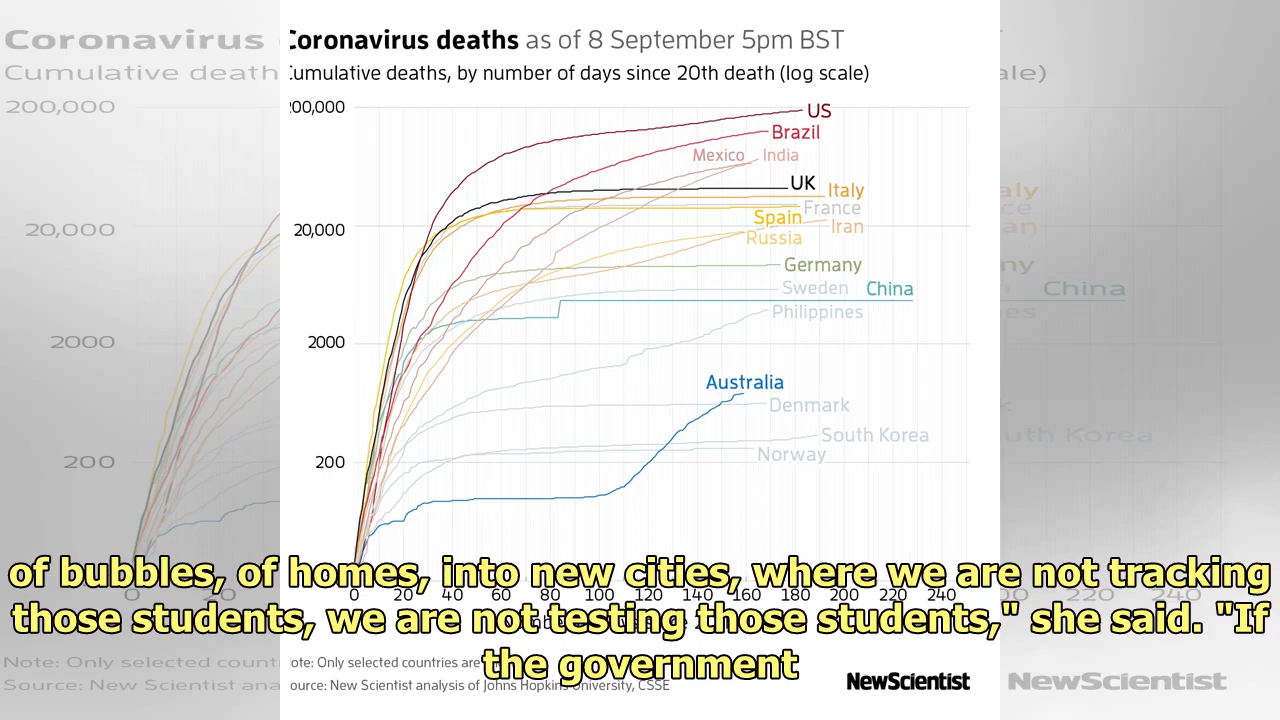 Coronavirus deaths as of 8 September 5pm BST
Cumulative deaths, by number of days since 20th death (log scale)
200,000
US
Brazil
Mexico
India
UK
Italy
France
Spain
Iran
20,000
Russia
Germany
Sweden
China
Philippines
2000
Australia
Denmark
South Korea
200
Norway
of bubbles, of homes, into new cities, where we are not tracking
those students, we are not testing those students," she said. "If
the government
0 20 40 60 80 100 120 140 160 180 200 220 240
Note: Only selected countries are
Source: New Scientist analysis of Johns Hopkins University, CSSE
NewScientist